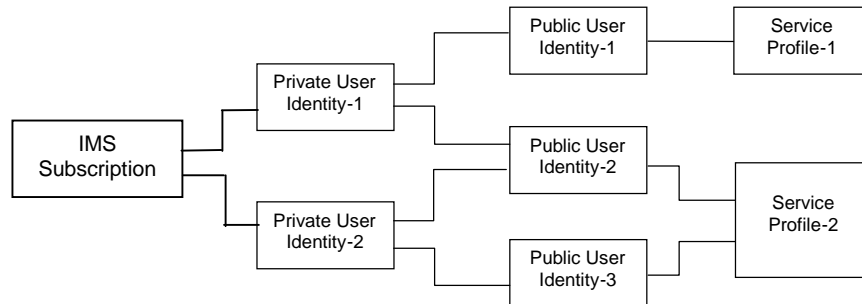 IMS
Subscription
Private User
Identity-1
Private User
Identity-2
Public User
Identity-1
Public User
Identity-2
Public User
Identity-3
Service
Profile-1
Service
Profile-2